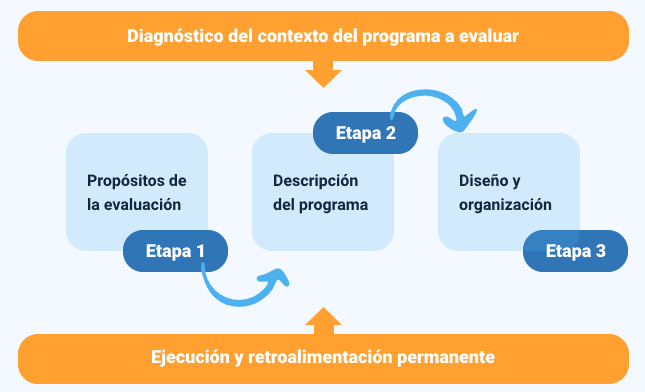 Diagnóstico del contexto del programa a evaluar
Etapa 2
Propósitos de
la evaluación
Etapa 1
Descripción
del programa
Diseño y
organización
Etapa 3
Ejecución y retroalimentación permanente